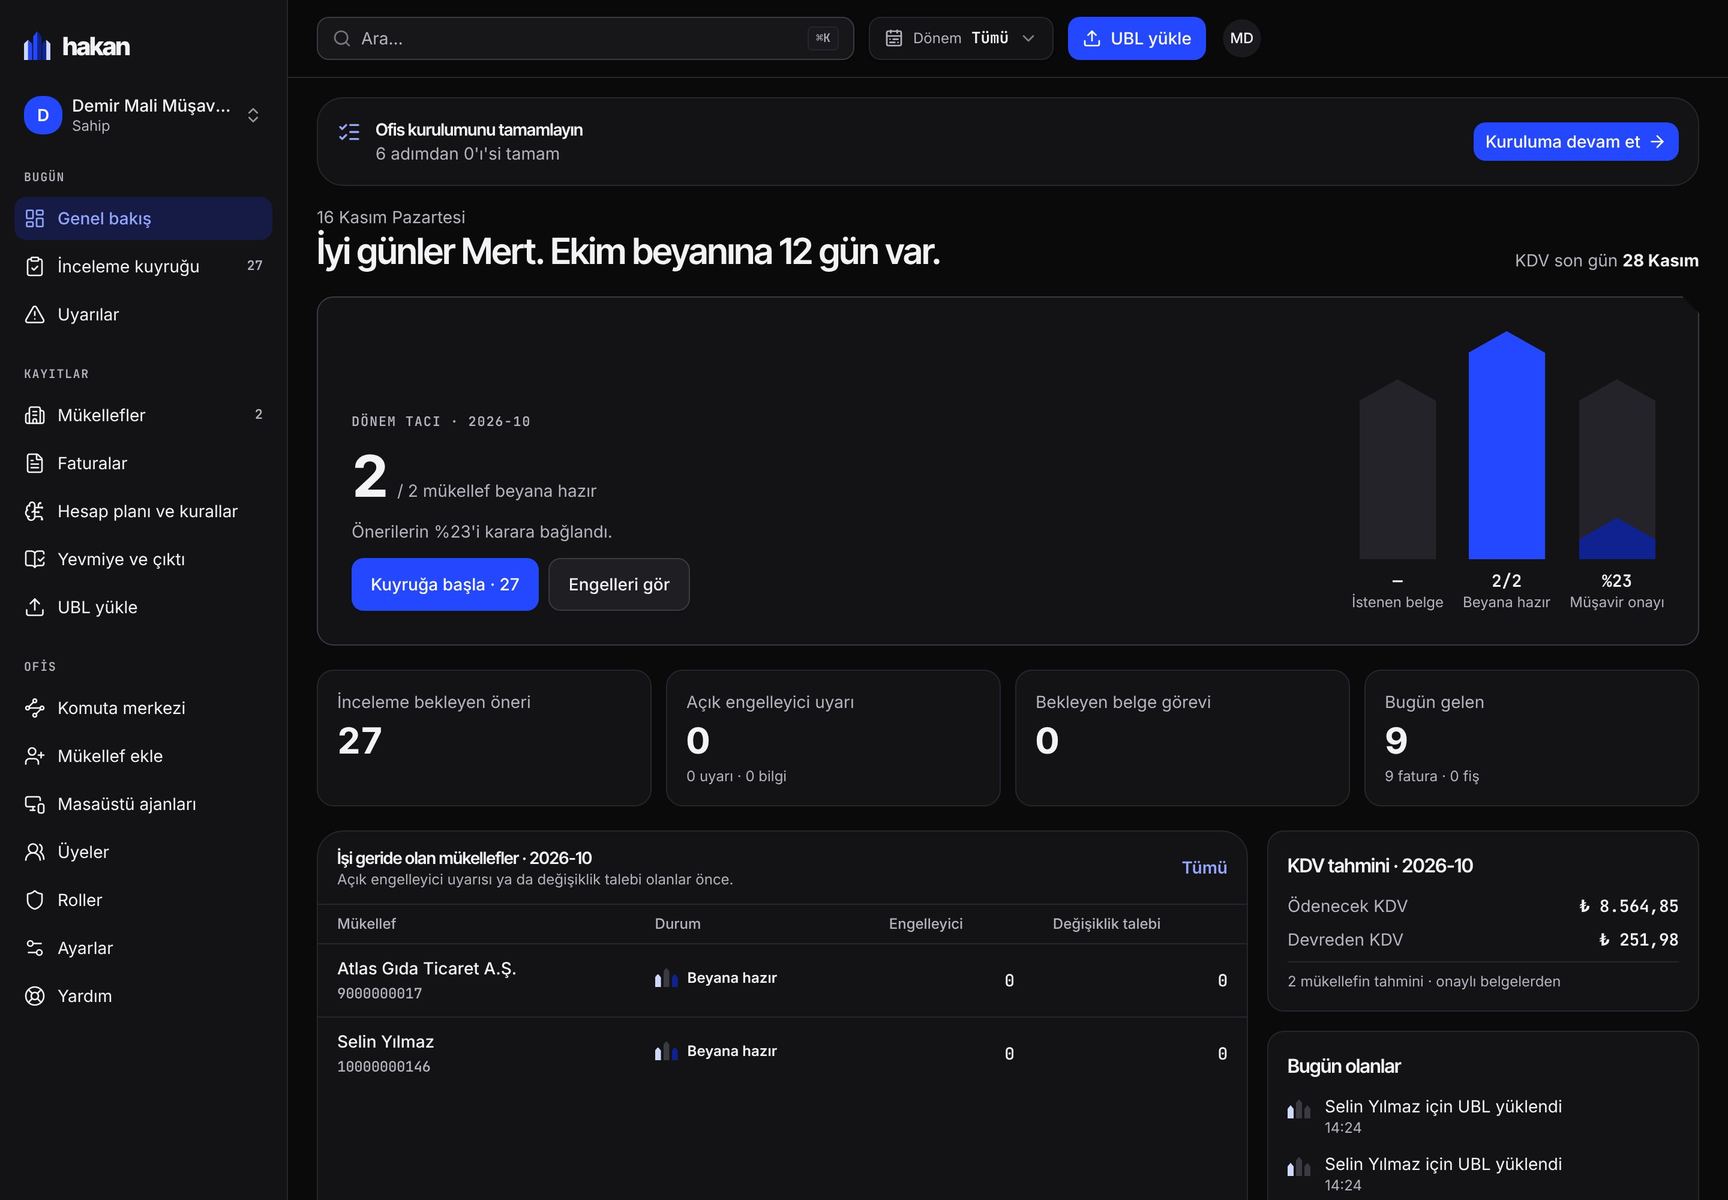 hakan
Ara...
⌘K
Dönem Tümü
UBL yükle
MD
D
Demir Mali Müşav...
Sahip
BUGÜN
Genel bakış
İnceleme kuyruğu 27
Uyarılar
KAYITLAR
Mükellefler 2
Faturalar
Hesap planı ve kurallar
Yevmiye ve çıktı
UBL yükle
OFİS
Komuta merkezi
Mükellef ekle
Masaüstü ajanları
Üyeler
Roller
Ayarlar
Yardım
Ofis kurulumunu tamamlayın
6 adımdan 0'ı'si tamam
Kuruluma devam et →
16 Kasım Pazartesi
İyi günler Mert. Ekim beyanına 12 gün var.
KDV son gün 28 Kasım
DÖNEM TACI · 2026-10
2 / 2 mükellef beyana hazır
Önerilerin %23'i karara bağlandı.
Kuyruğa başla · 27
Engelleri gör
– 2/2 %23
İstenen belge Beyana hazır Müşavir onayı
İnceleme bekleyen öneri
27
Açık engelleyici uyarı
0
0 uyarı · 0 bilgi
Bekleyen belge görevi
0
Bugün gelen
9
9 fatura · 0 fiş
İşi geride olan mükellefler · 2026-10
Açık engelleyici uyarısı ya da değişiklik talebi olanlar önce.
Tümü
Mükellef Durum Engelleyici Değişiklik talebi
Atlas Gıda Ticaret A.Ş.
9000000017
Beyana hazır 0 0
Selin Yılmaz
10000000146
Beyana hazır 0 0
KDV tahmini · 2026-10
Ödenecek KDV ₺ 8.564,85
Devreden KDV ₺ 251,98
2 mükellefin tahmini · onaylı belgelerden
Bugün olanlar
Selin Yılmaz için UBL yüklendi
14:24
Selin Yılmaz için UBL yüklendi
14:24